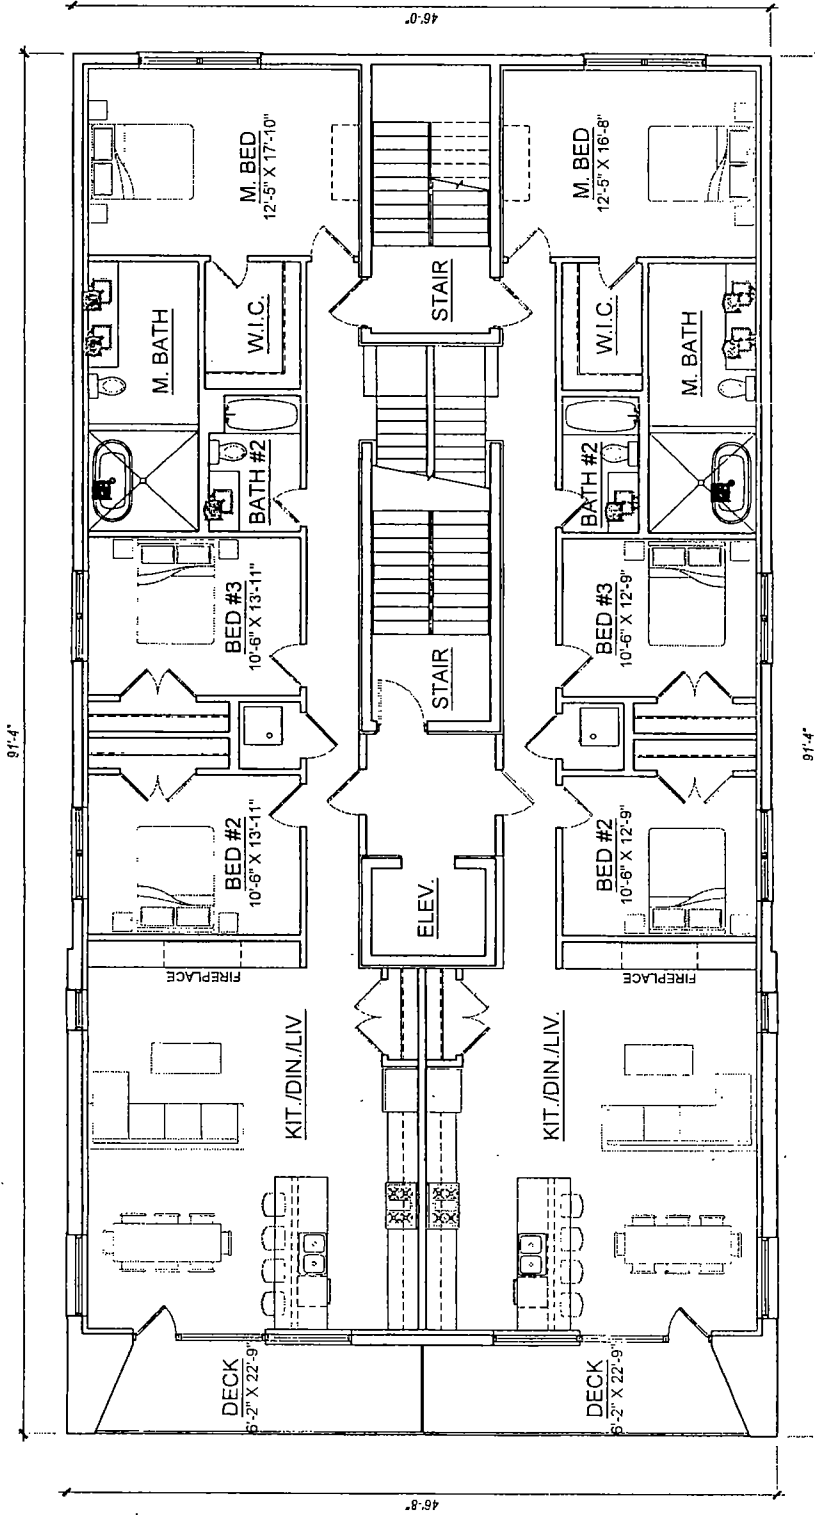 46'-0"
M. BED
12'-5" X 17'-10"
M. BED
12'-5" X 16'-8"
STAIR
W.I.C.
W.I.C.
M. BATH
M. BATH
BATH #2
BATH #2
BED #3
10'-6" X 13'-11"
BED #3
10'-6" X 12'-9"
STAIR
91'-4"
91'-4"
BED #2
10'-6" X 13'-11"
BED #2
10'-6" X 12'-9"
ELEV.
FIREPLACE
FIREPLACE
KIT./DIN./LIV.
KIT./DIN./LIV.
DECK
6'-2" X 22'-9"
DECK
6'-2" X 22'-9"
46'-8"